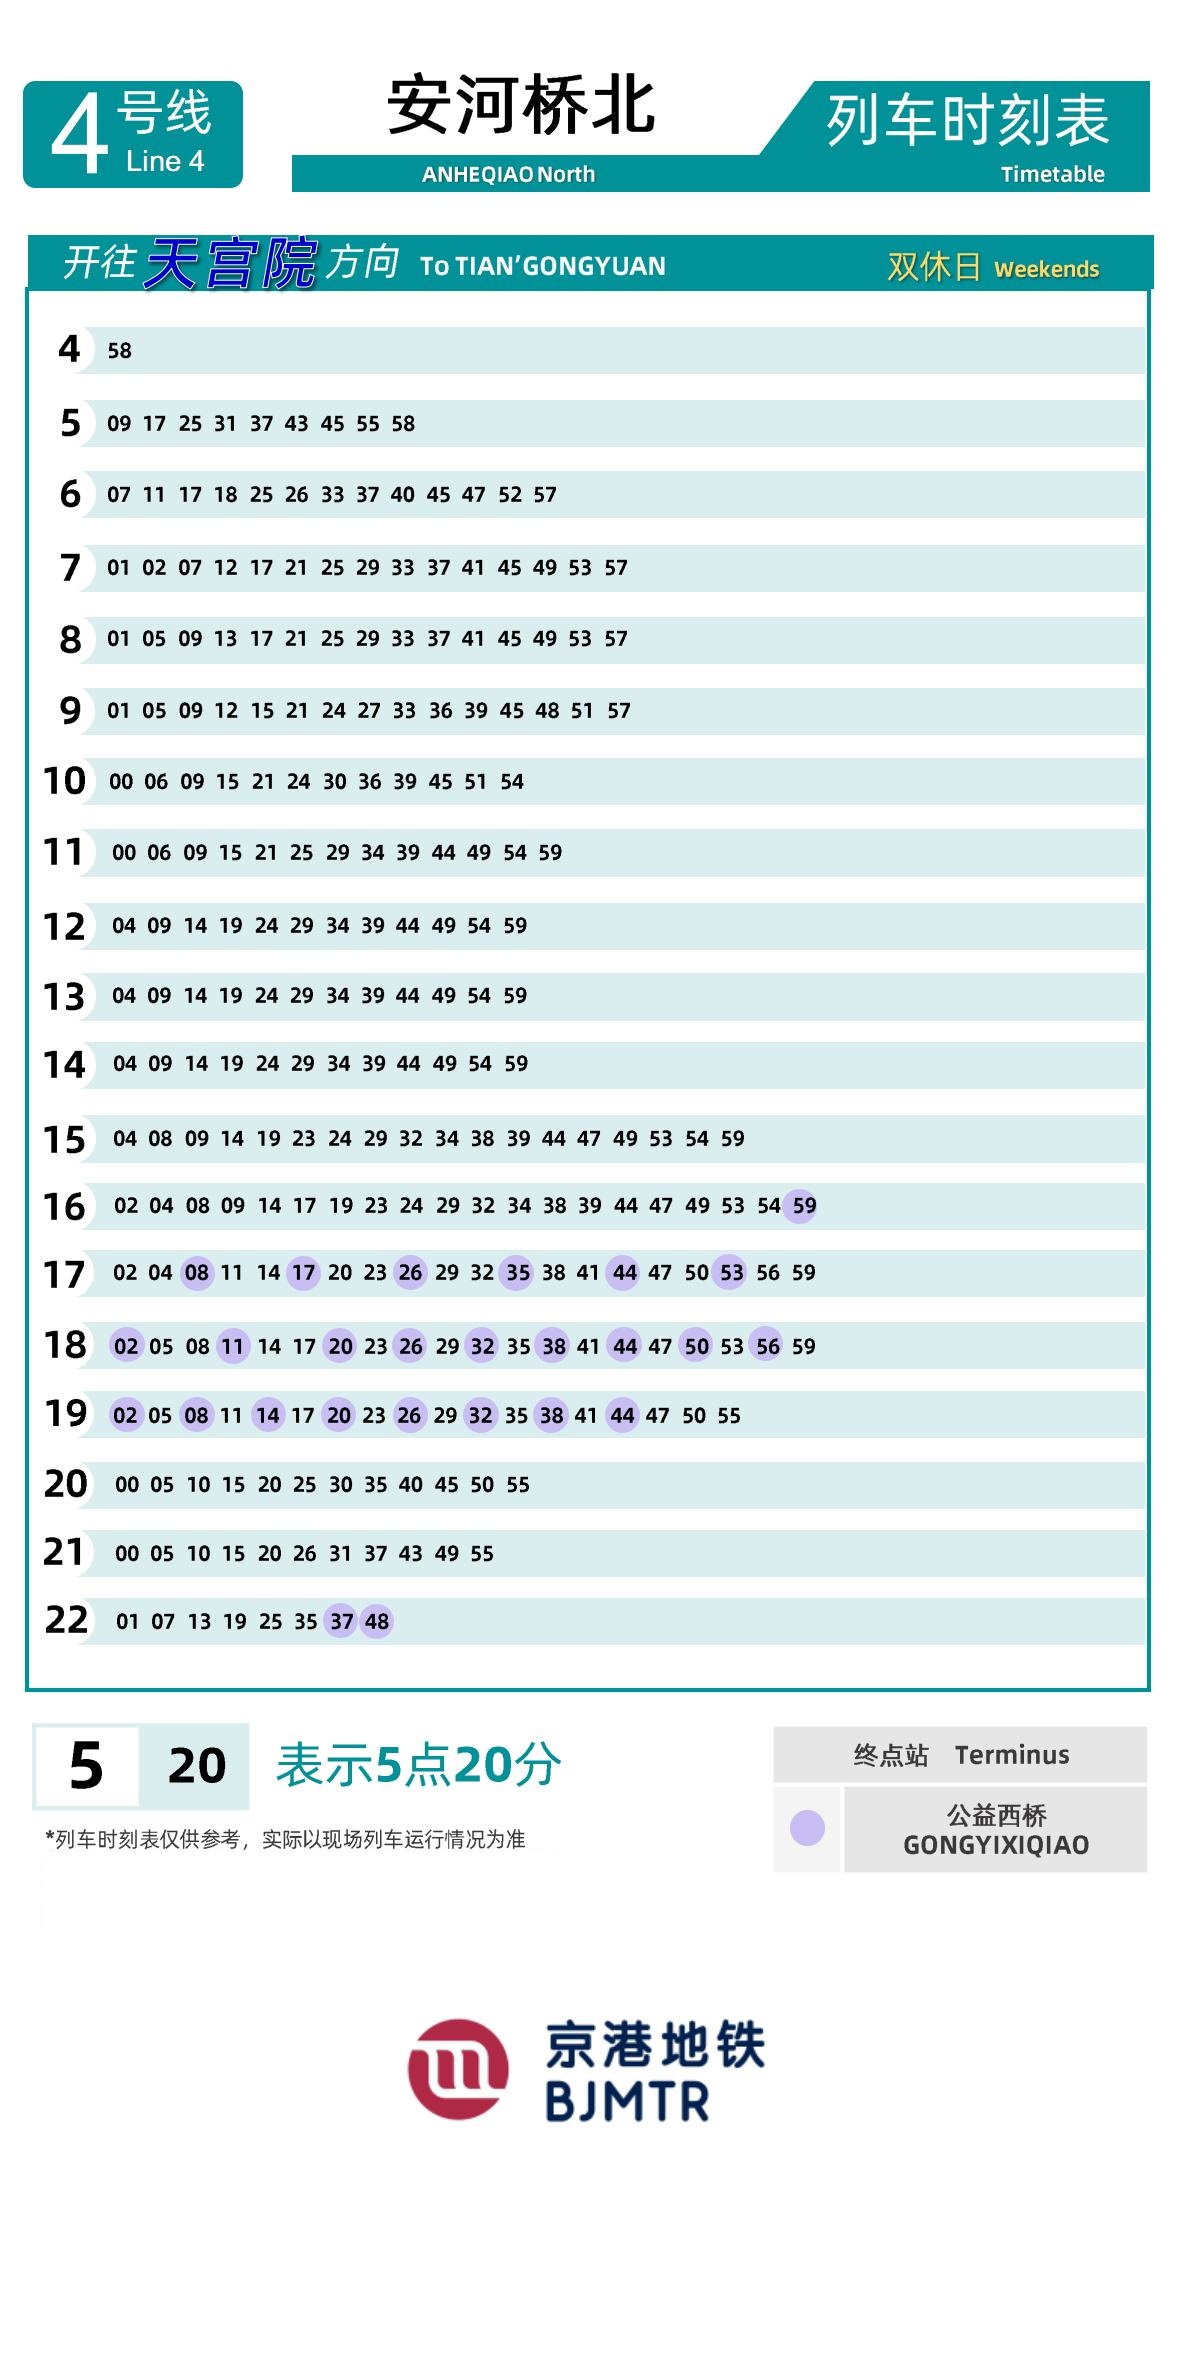 4号线
Line 4
安河桥北
ANHEQIAO North
列车时刻表
Timetable
开往天宫院方向 To TIAN’GONGYUAN 双休日 Weekends
4 58
5 09 17 25 31 37 43 45 55 58
6 07 11 17 18 25 26 33 37 40 45 47 52 57
7 01 02 07 12 17 21 25 29 33 37 41 45 49 53 57
8 01 05 09 13 17 21 25 29 33 37 41 45 49 53 57
9 01 05 09 12 15 21 24 27 33 36 39 45 48 51 57
10 00 06 09 15 21 24 30 36 39 45 51 54
11 00 06 09 15 21 25 29 34 39 44 49 54 59
12 04 09 14 19 24 29 34 39 44 49 54 59
13 04 09 14 19 24 29 34 39 44 49 54 59
14 04 09 14 19 24 29 34 39 44 49 54 59
15 04 08 09 14 19 23 24 29 32 34 38 39 44 47 49 53 54 59
16 02 04 08 09 14 17 19 23 24 29 32 34 38 39 44 47 49 53 54 59
17 02 04 08 11 14 17 20 23 26 29 32 35 38 41 44 47 50 53 56 59
18 02 05 08 11 14 17 20 23 26 29 32 35 38 41 44 47 50 53 56 59
19 02 05 08 11 14 17 20 23 26 29 32 35 38 41 44 47 50 55
20 00 05 10 15 20 25 30 35 40 45 50 55
21 00 05 10 15 20 26 31 37 43 49 55
22 01 07 13 19 25 35 37 48
5 20 表示5点20分
*列车时刻表仅供参考，实际以现场列车运行情况为准
终点站 Terminus
公益西桥
GONGYIXIQIAO
京港地铁
BJMTR